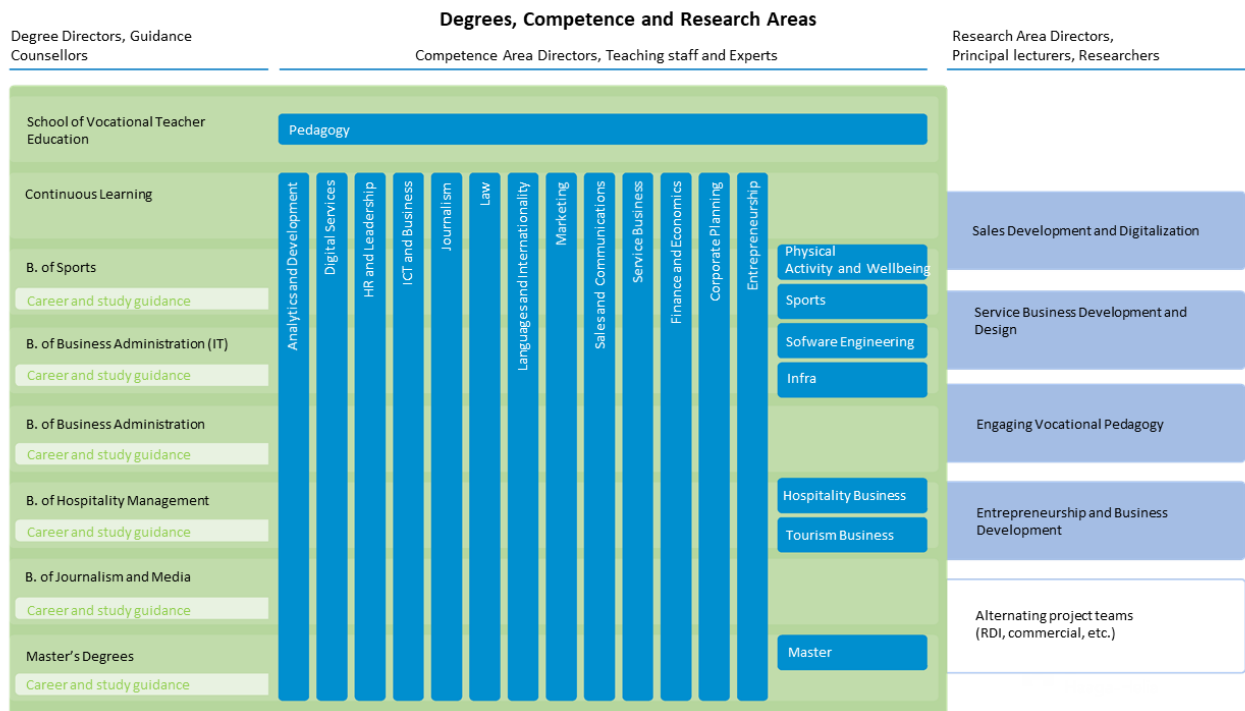 Degrees, Competence and Research Areas
Degree Directors, Guidance
Counsellors
Competence Area Directors, Teaching staff and Experts
Research Area Directors,
Principal lecturers, Researchers
School of Vocational Teacher
Education
Pedagogy
Continuous Learning
B. of Sports
Career and study guidance
B. of Business Administration (IT)
Career and study guidance
B. of Business Administration
Career and study guidance
B. of Hospitality Management
Career and study guidance
B. of Journalism and Media
Career and study guidance
Master's Degrees
Career and study guidance
Analytics and Development
Digital Services
HR and Leadership
ICT and Business
Journalism
Law
Languages and Internationality
Marketing
Sales and Communications
Service Business
Finance and Economics
Corporate Planning
Entrepreneurship
Physical
Activity and Wellbeing
Sports
Sofware Engineering
Infra
Hospitality Business
Tourism Business
Master
Sales Development and Digitalization
Service Business Development and
Design
Engaging Vocational Pedagogy
Entrepreneurship and Business
Development
Alternating project teams
(RDI, commercial, etc.)